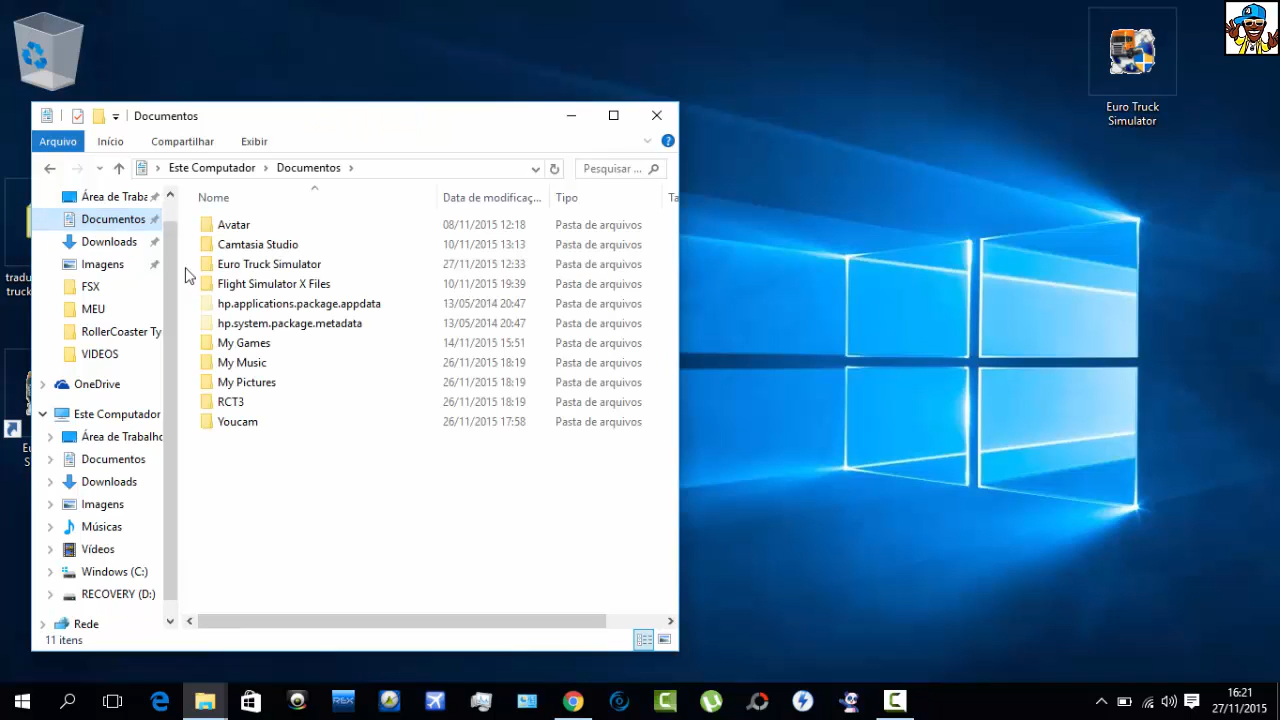 Euro Truck
Simulator
Documentos
Arquivo Início Compartilhar Exibir
Este Computador Documentos Pesquisar ...
Nome Data de modificaç... Tipo Ta
Área de Traba
Documentos
Downloads
Imagens
FSX
MEU
RollerCoaster Ty
VIDEOS
OneDrive
Este Computador
Área de Trabalho
Documentos
Downloads
Imagens
Músicas
Vídeos
Windows (C:)
RECOVERY (D:)
Rede
Avatar 08/11/2015 12:18 Pasta de arquivos
Camtasia Studio 10/11/2015 13:13 Pasta de arquivos
Euro Truck Simulator 27/11/2015 12:33 Pasta de arquivos
Flight Simulator X Files 10/11/2015 19:39 Pasta de arquivos
hp.applications.package.appdata 13/05/2014 20:47 Pasta de arquivos
hp.system.package.metadata 13/05/2014 20:47 Pasta de arquivos
My Games 14/11/2015 15:51 Pasta de arquivos
My Music 26/11/2015 18:19 Pasta de arquivos
My Pictures 26/11/2015 18:19 Pasta de arquivos
RCT3 26/11/2015 18:19 Pasta de arquivos
Youcam 26/11/2015 17:58 Pasta de arquivos
11 itens
tradu
truck
Eu
S
REX
16:21
27/11/2015